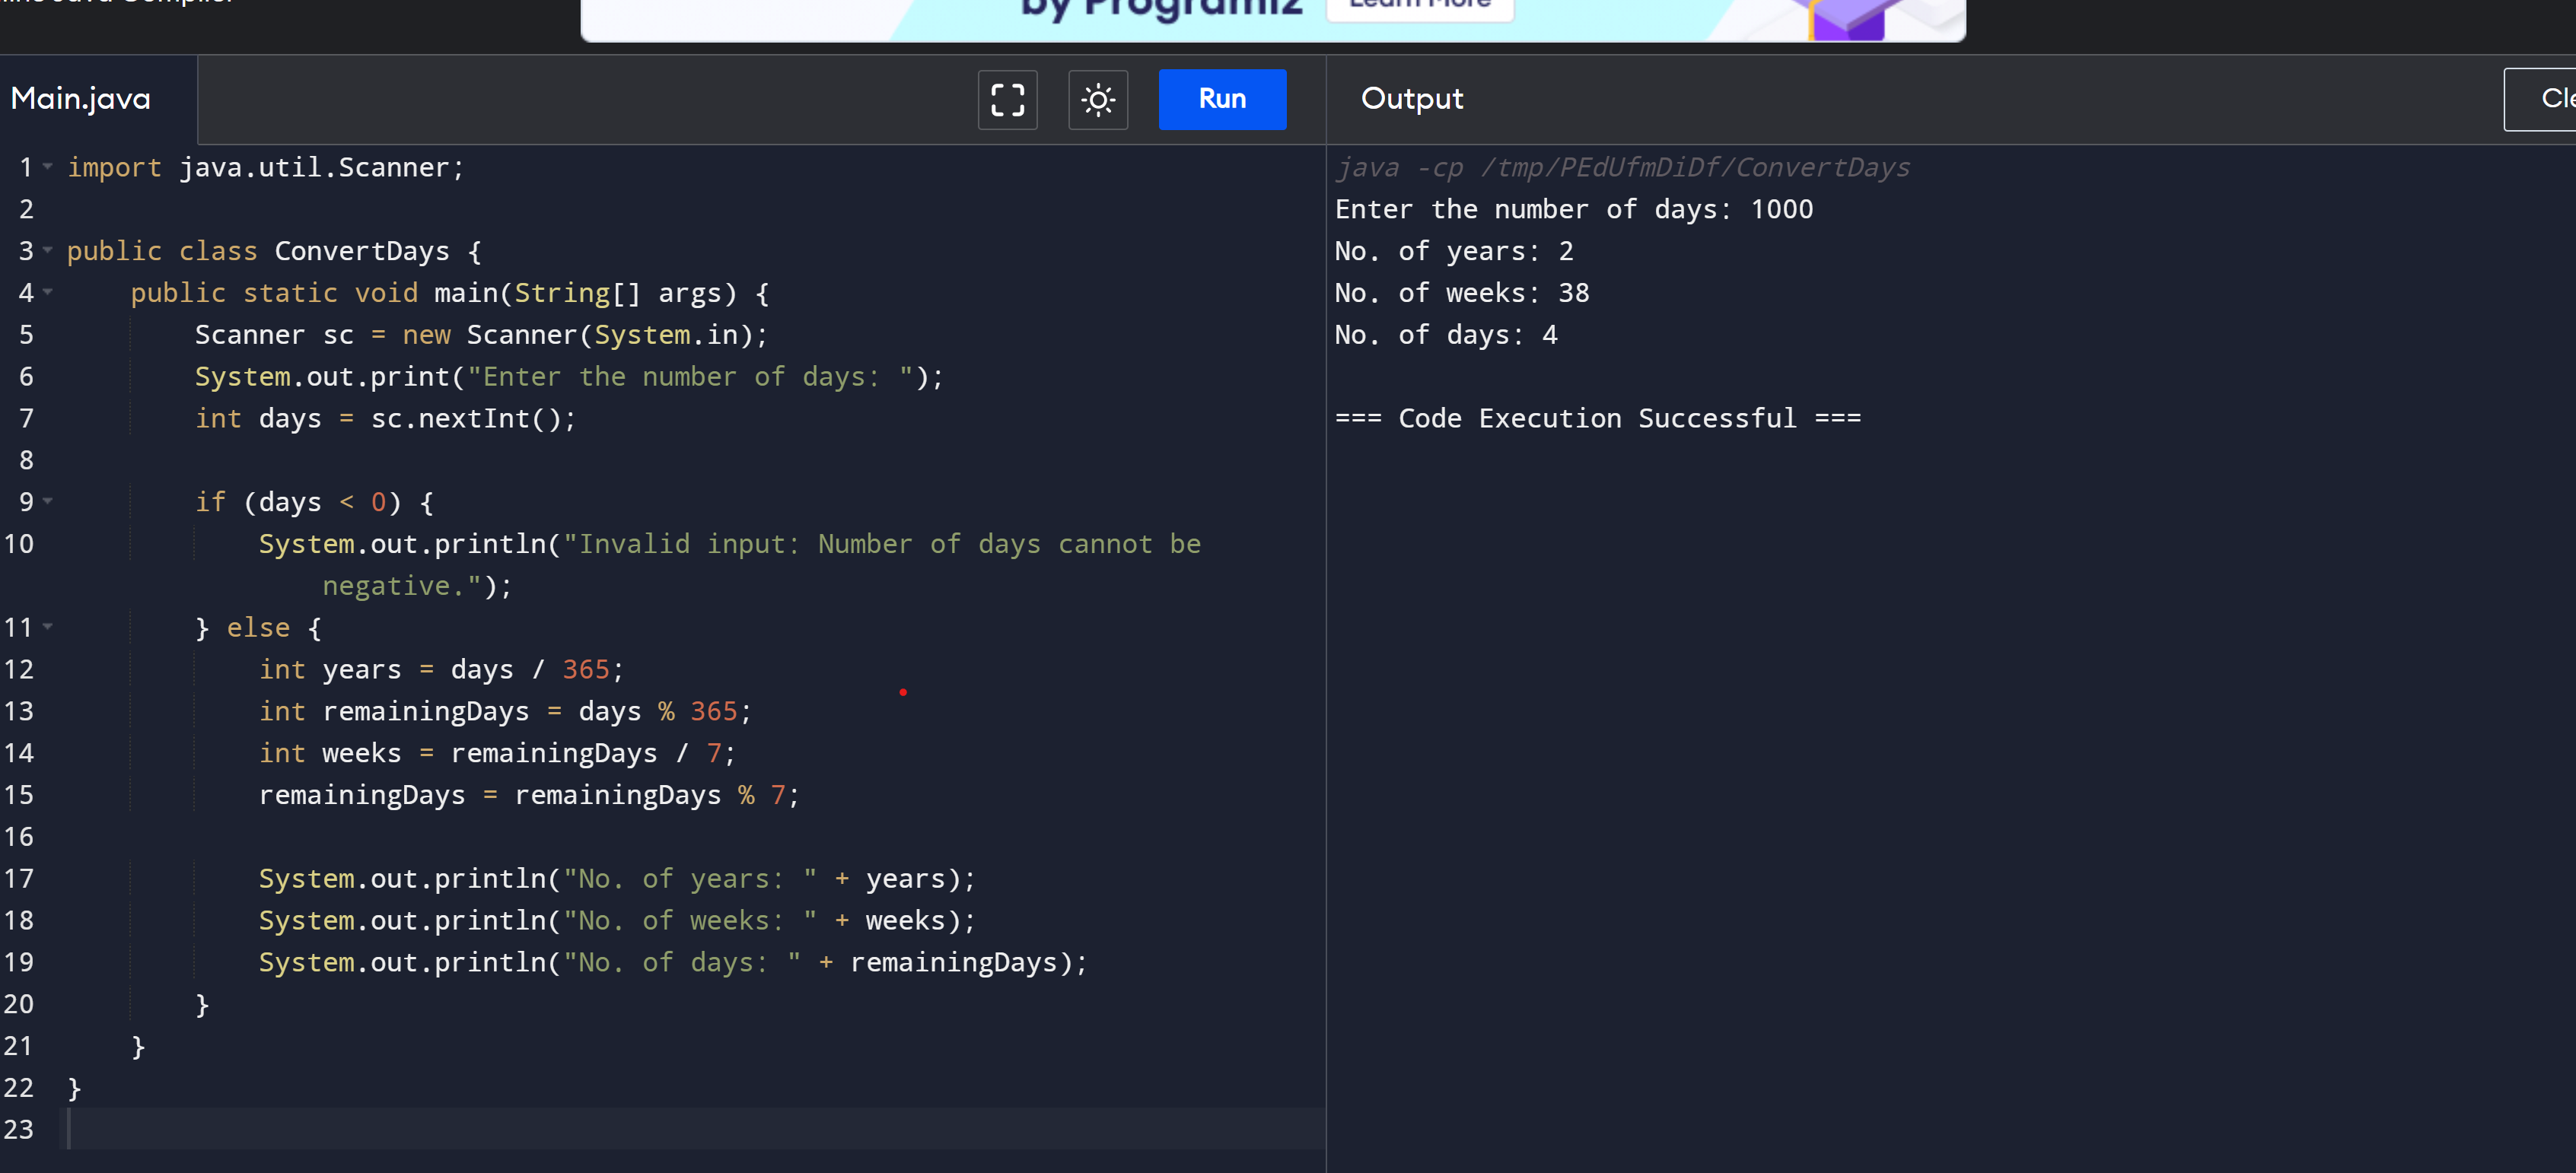 by Programiz Learn More
Main.java
Run
Output
1 import java.util.Scanner;
2
3 public class ConvertDays {
4 public static void main(String[] args) {
5 Scanner sc = new Scanner(System.in);
6 System.out.print("Enter the number of days: ");
7 int days = sc.nextInt();
8
9 if (days < 0) {
10 System.out.println("Invalid input: Number of days cannot be
negative.");
11 } else {
12 int years = days / 365;
13 int remainingDays = days % 365;
14 int weeks = remainingDays / 7;
15 remainingDays = remainingDays % 7;
16
17 System.out.println("No. of years: " + years);
18 System.out.println("No. of weeks: " + weeks);
19 System.out.println("No. of days: " + remainingDays);
20 }
21 }
22 }
23
java -cp /tmp/PEdUfmDiDf/ConvertDays
Enter the number of days: 1000
No. of years: 2
No. of weeks: 38
No. of days: 4
=== Code Execution Successful ===